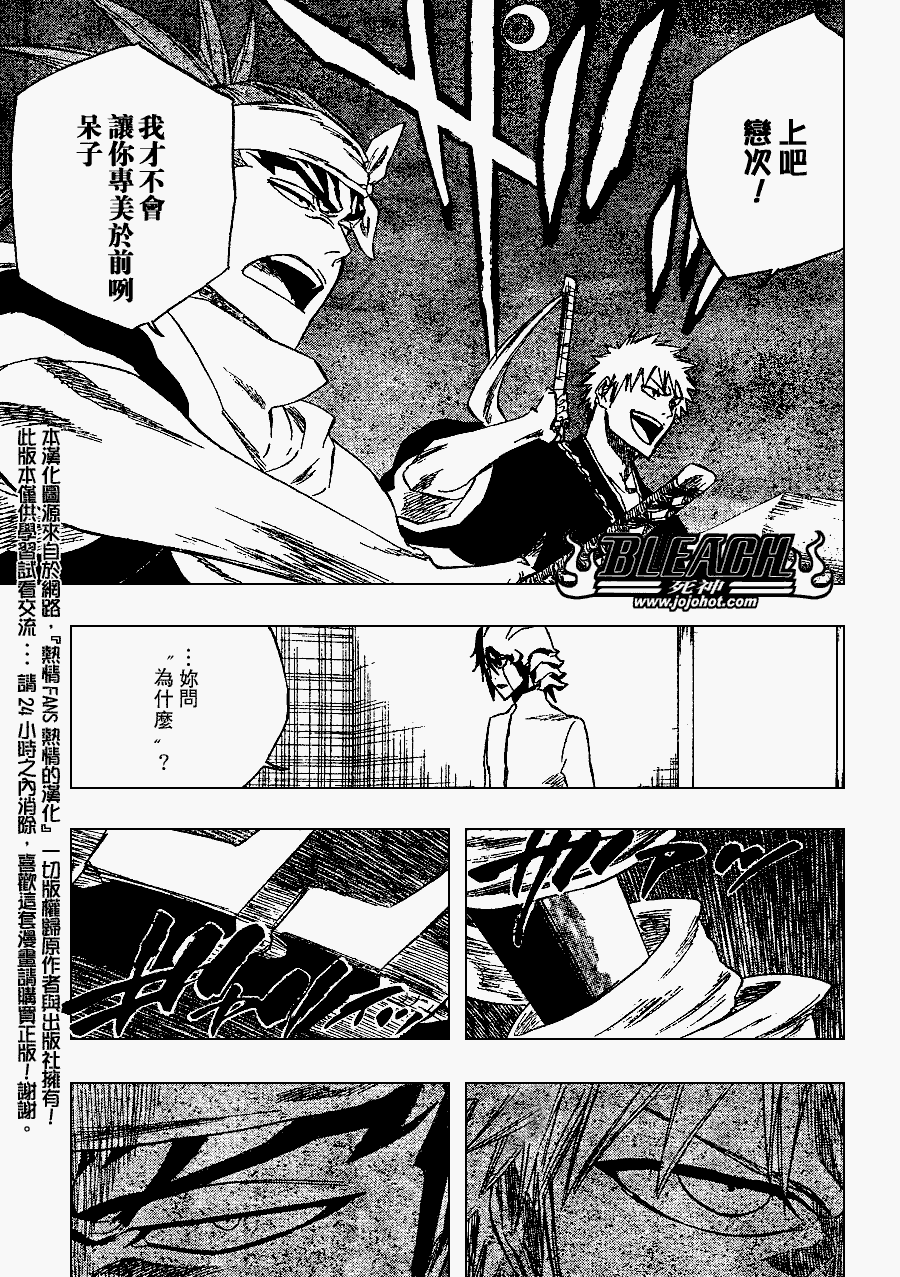 上吧
戀次！
我才不會
讓你專美於前咧
呆子
BLEACH
死神
www.jojohot.com
…妳問
〝為什麼〞？
本漢化圖源來自於網路，『熱情FANS熱情的漢化』一切版權歸原作者與出版社擁有！
此版本僅供學習試看交流…請24小時之內消除，喜歡這套漫畫請購買正版！謝謝。